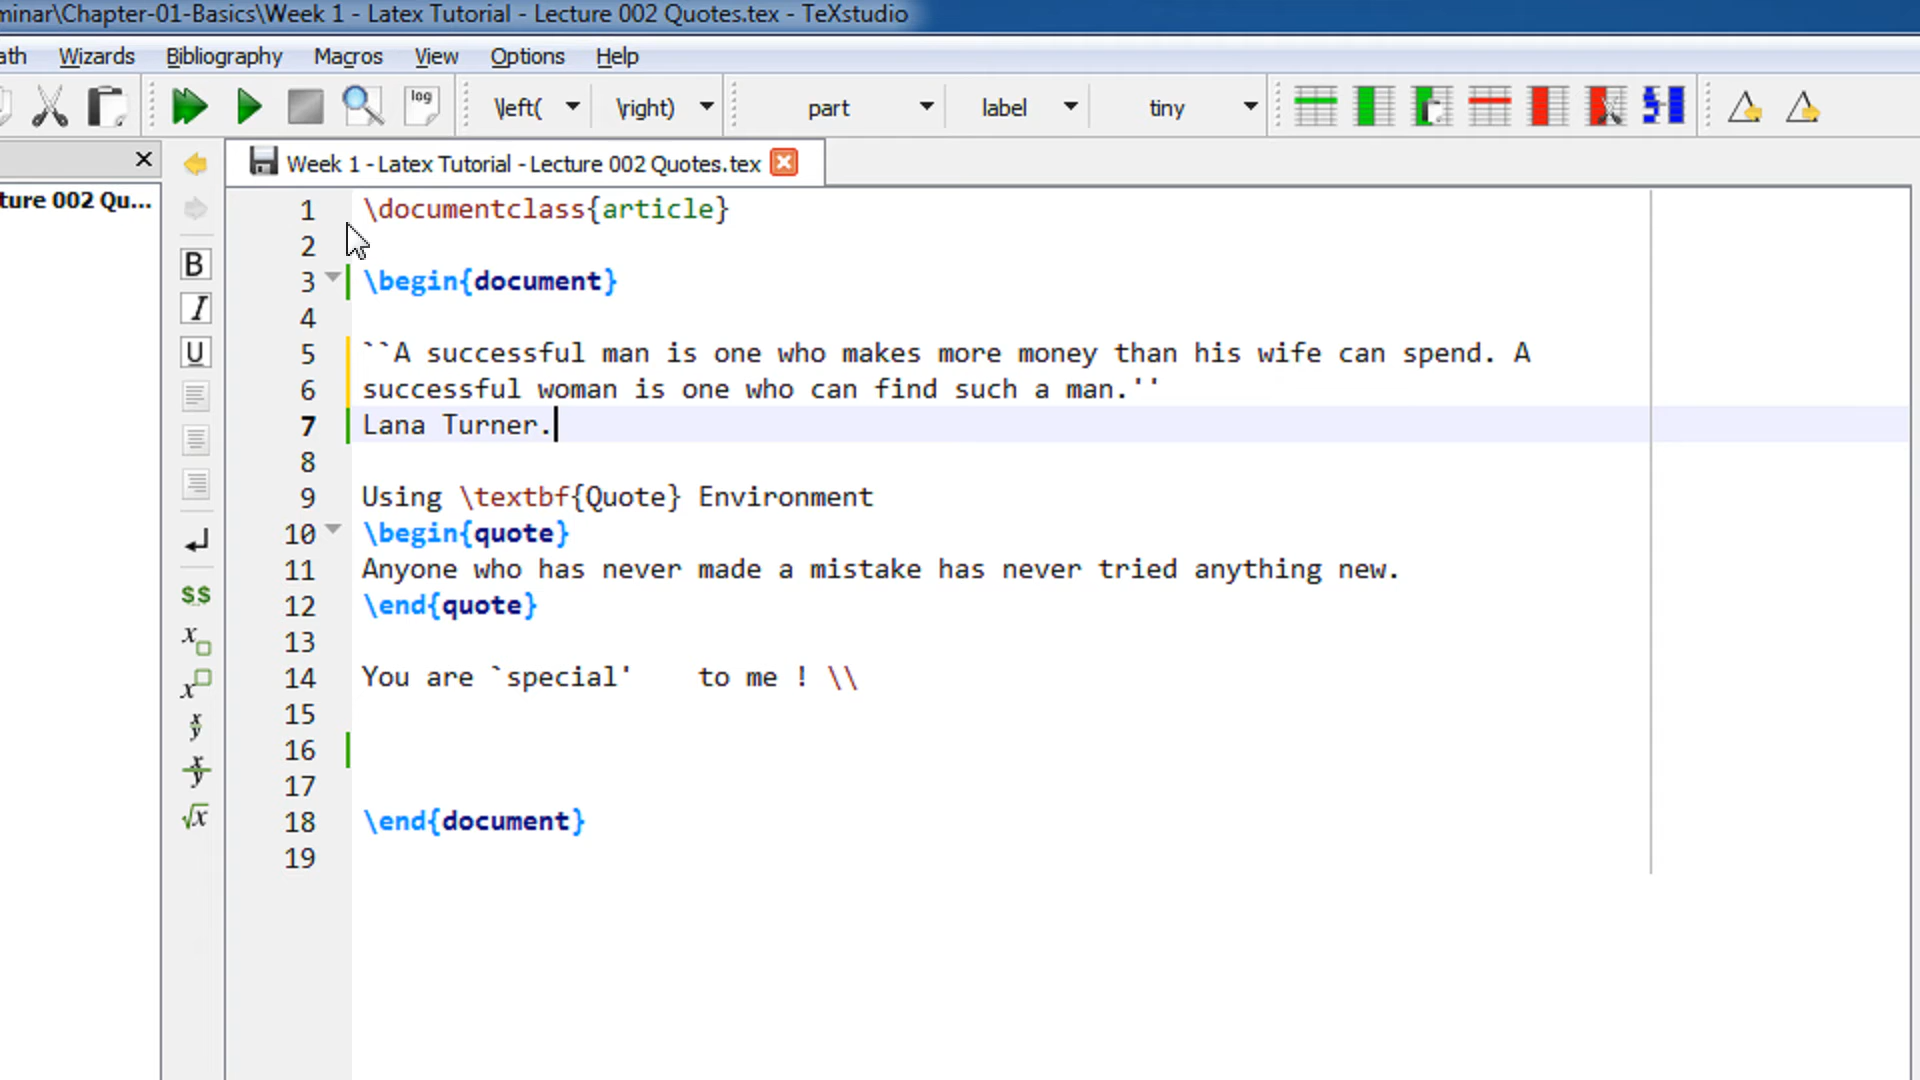 minar\Chapter-01-Basics\Week 1 - Latex Tutorial - Lecture 002 Quotes.tex - TeXstudio
ath Wizards Bibliography Macros View Options Help
log \left( \right) part label tiny
Week 1 - Latex Tutorial - Lecture 002 Quotes.tex
ture 002 Qu...
1 \documentclass{article}
2
3 \begin{document}
4
5 ``A successful man is one who makes more money than his wife can spend. A
6 successful woman is one who can find such a man.''
7 Lana Turner.
8
9 Using \textbf{Quote} Environment
10 \begin{quote}
11 Anyone who has never made a mistake has never tried anything new.
12 \end{quote}
13
14 You are `special'    to me ! \\
15
16
17
18 \end{document}
19
B
I
U
$$
x
x
x
y
x
y
√x